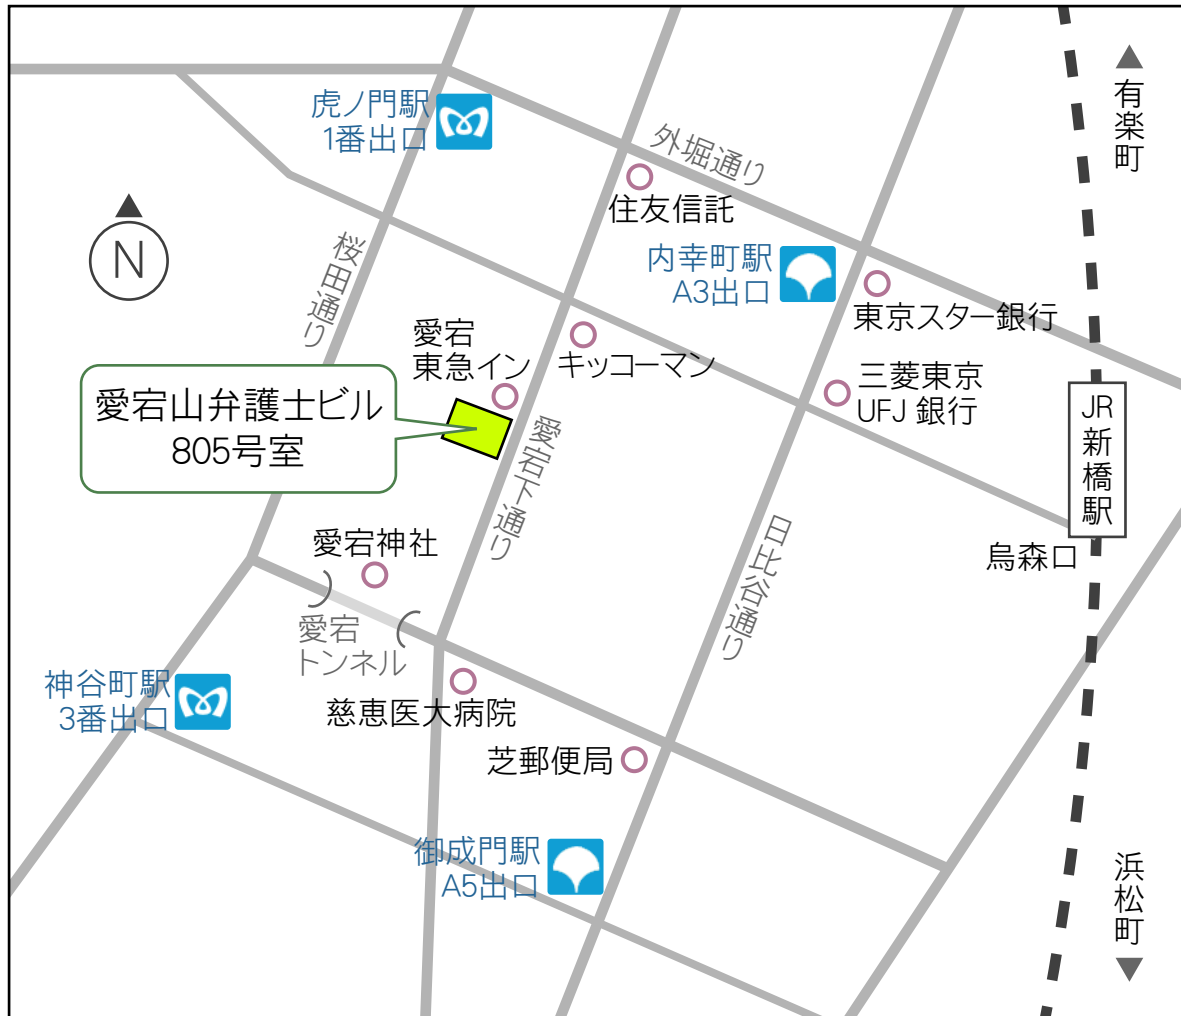 有楽町
虎ノ門駅
1番出口
外堀通り
住友信託
N
桜田通り
内幸町駅
A3出口
東京スター銀行
愛宕
東急イン
キッコーマン
三菱東京
UFJ 銀行
愛宕山弁護士ビル
805号室
JR新橋駅
愛宕下通り
日比谷通り
烏森口
愛宕神社
愛宕
トンネル
神谷町駅
3番出口
慈恵医大病院
芝郵便局
御成門駅
A5出口
浜松町